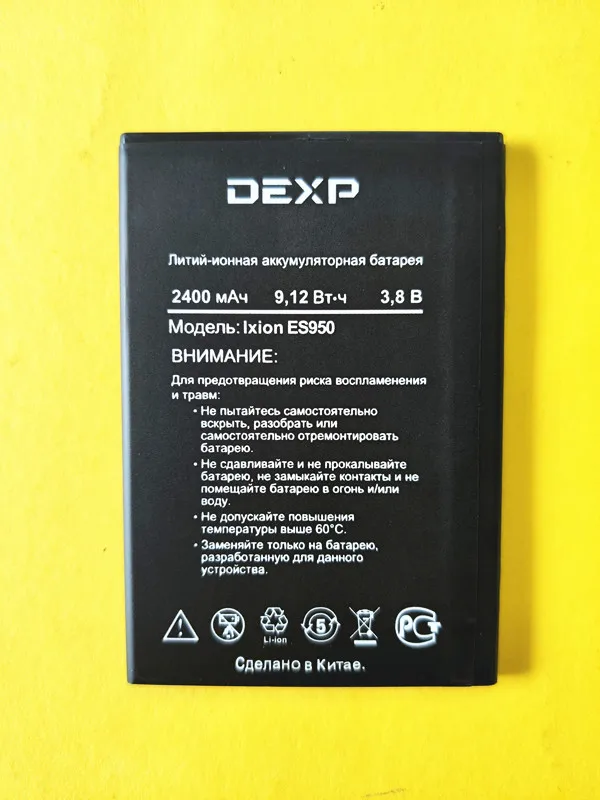 DEXP
Литий-ионная аккумуляторная батарея
2400 мАч 9,12 Вт·ч 3,8 В
Модель: Ixion ES950
ВНИМАНИЕ:
Для предотвращения риска воспламенения
и травм:
• Не пытайтесь самостоятельно
вскрыть, разобрать или
самостоятельно отремонтировать
батарею.
• Не сдавливайте и не прокалывайте
батарею, не замыкайте контакты и не
помещайте батарею в огонь и/или
воду.
• Не допускайте повышения
температуры выше 60°C.
• Заменяйте только на батарею,
разработанную для данного
устройства.
Li-ion
5
РСТ
Сделано в Китае.